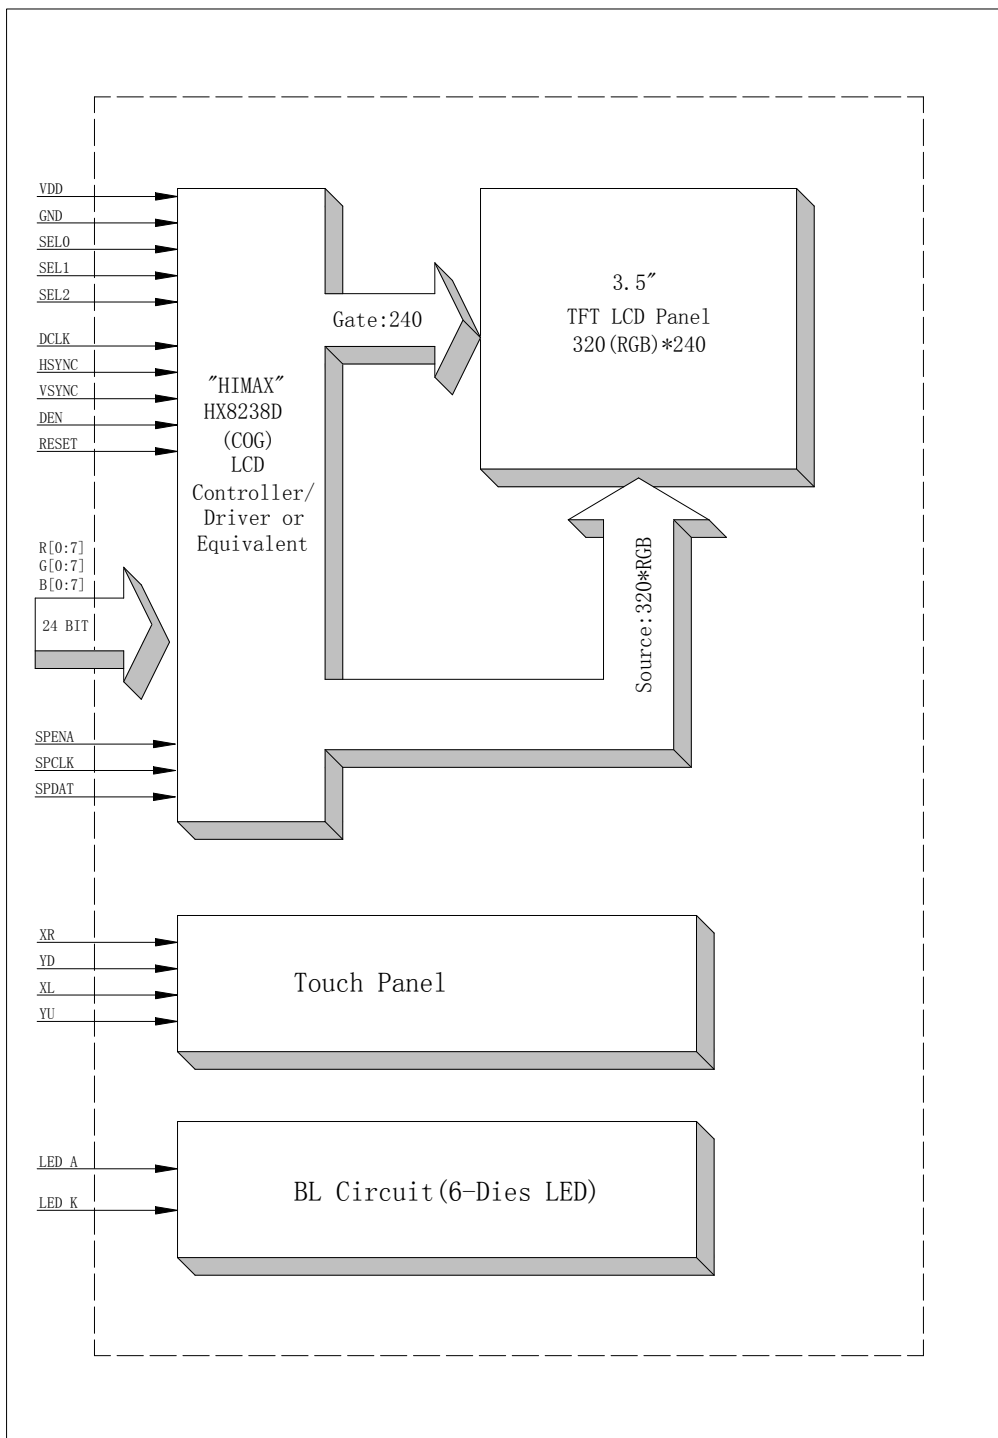 VDD
GND
SEL0
SEL1
SEL2
DCLK
HSYNC
VSYNC
DEN
RESET
R[0:7]
G[0:7]
B[0:7]
24 BIT
SPENA
SPCLK
SPDAT
"HIMAX"
HX8238D
(COG)
LCD
Controller/
Driver or
Equivalent
Gate:240
3.5"
TFT LCD Panel
320(RGB)*240
Source:320*RGB
XR
YD
XL
YU
Touch Panel
LED A
LED K
BL Circuit(6-Dies LED)